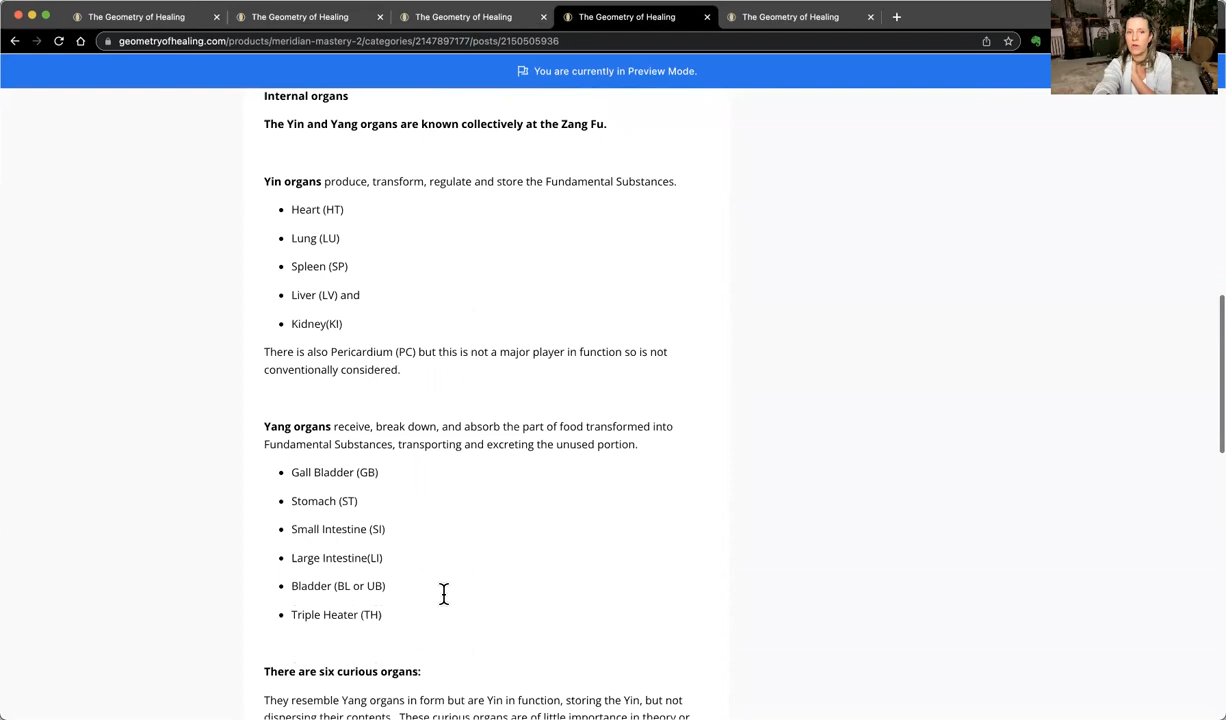 The Geometry of Healing
The Geometry of Healing
The Geometry of Healing
The Geometry of Healing
The Geometry of Healing
geometryofhealing.com/products/meridian-mastery-2/categories/2147897177/posts/2150505936
You are currently in Preview Mode.
Internal organs
The Yin and Yang organs are known collectively at the Zang Fu.
Yin organs produce, transform, regulate and store the Fundamental Substances.
• Heart (HT)
• Lung (LU)
• Spleen (SP)
• Liver (LV) and
• Kidney(KI)
There is also Pericardium (PC) but this is not a major player in function so is not
conventionally considered.
Yang organs receive, break down, and absorb the part of food transformed into
Fundamental Substances, transporting and excreting the unused portion.
• Gall Bladder (GB)
• Stomach (ST)
• Small Intestine (SI)
• Large Intestine(LI)
• Bladder (BL or UB)
• Triple Heater (TH)
There are six curious organs:
They resemble Yang organs in form but are Yin in function, storing the Yin, but not
dispersing their contents. These curious organs are of little importance in theory or